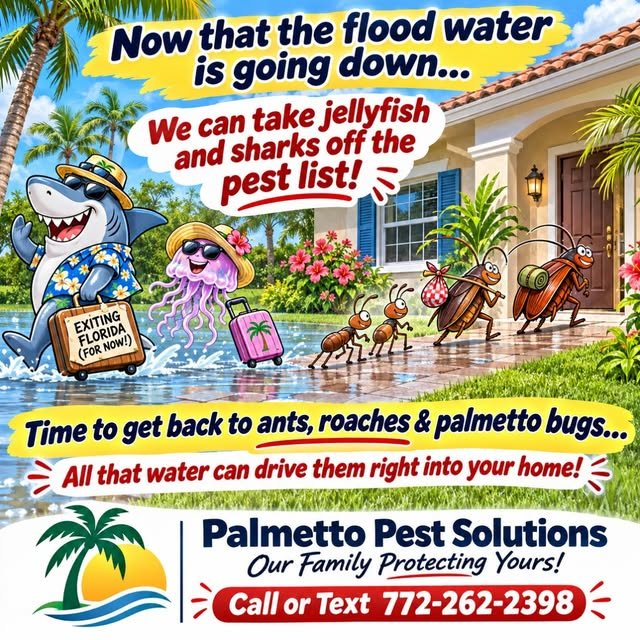 Now that the flood water
is going down...
We can take jellyfish
and sharks off the
pest list!
EXITING
FLORIDA
(FOR NOW!)
Time to get back to ants, roaches & palmetto bugs...
All that water can drive them right into your home!
Palmetto Pest Solutions
Our Family Protecting Yours!
Call or Text 772-262-2398